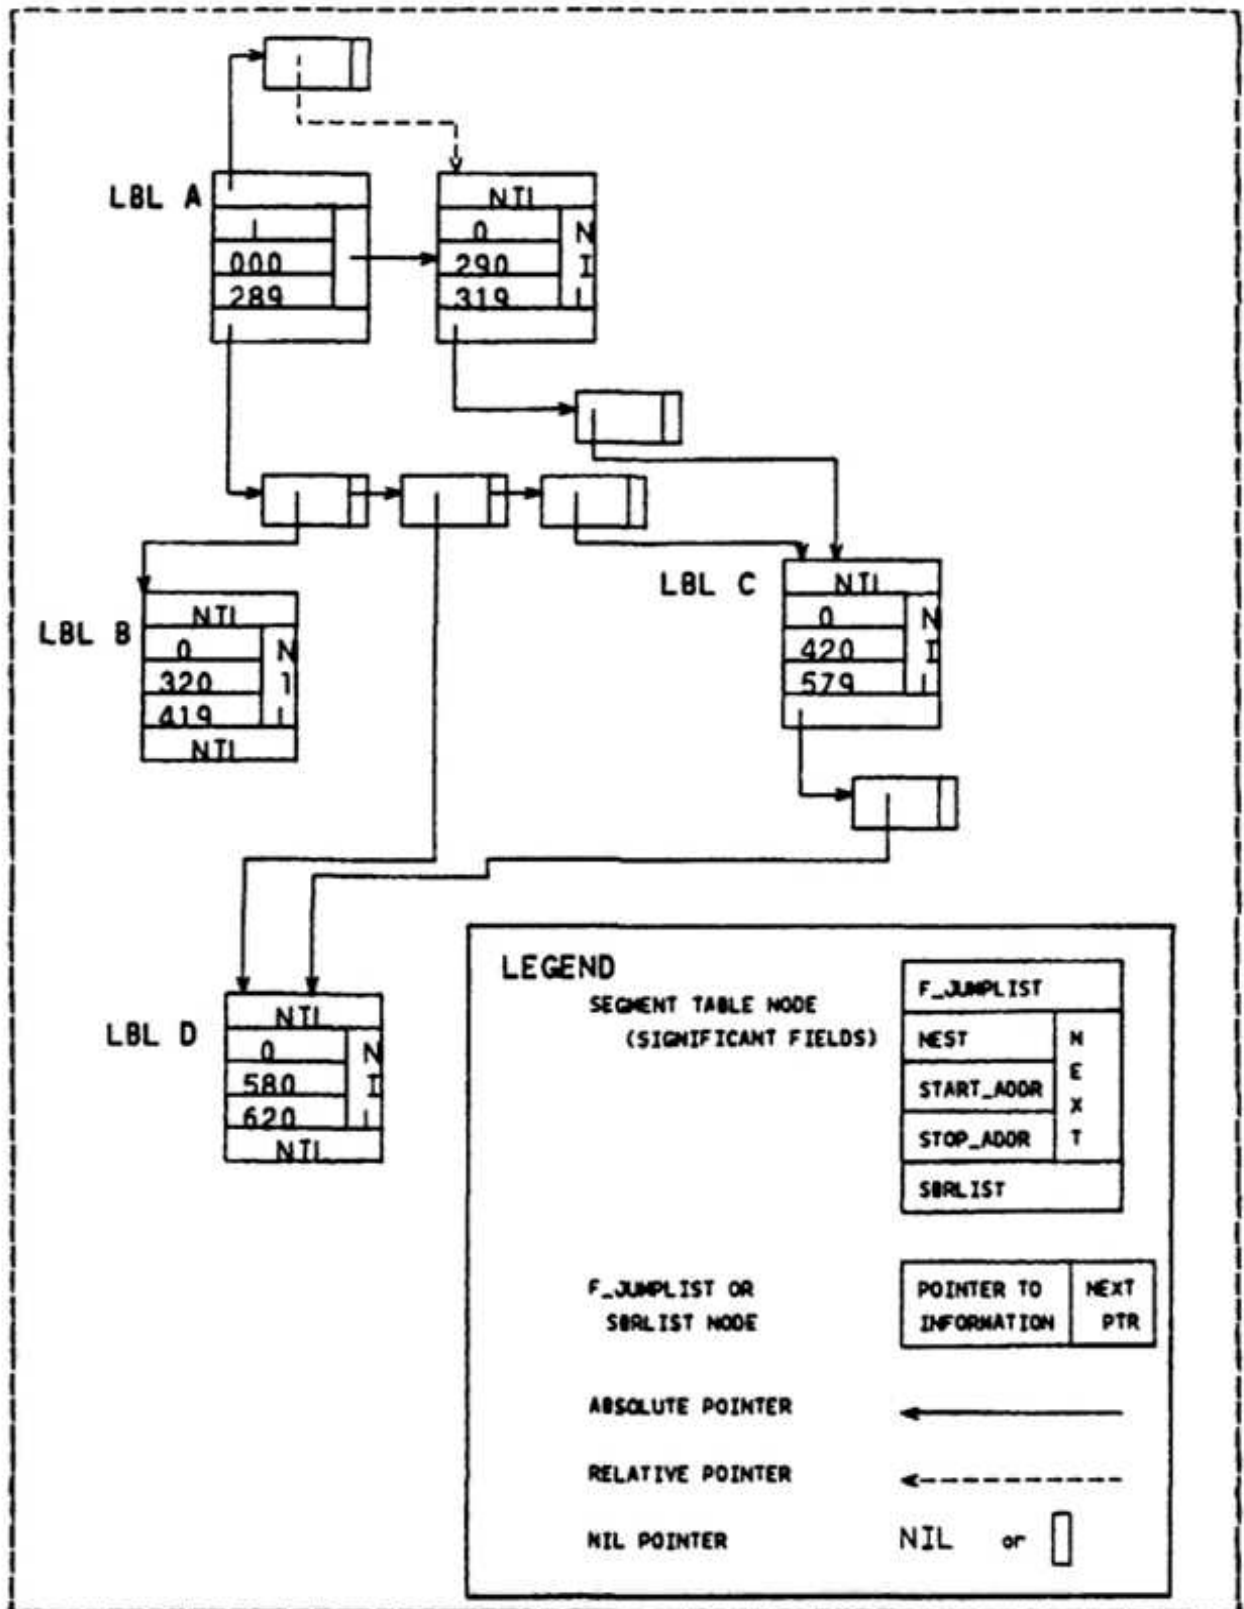 LBL A
NIL
1
0
N
000
290
I
289
319
L
LBL C
NIL
0
N
420
I
579
L
LBL B
NIL
0
N
320
I
419
L
NIL
LBL D
NIL
0
N
580
I
620
L
NIL
LEGEND
SEGMENT TABLE NODE
(SIGNIFICANT FIELDS)
F_JUMPLIST
NEST
START_ADDR
STOP_ADDR
N
E
X
T
SBRLIST
F_JUMPLIST OR
SBRLIST NODE
POINTER TO
INFORMATION
NEXT
PTR
ABSOLUTE POINTER
RELATIVE POINTER
NIL POINTER
NIL or